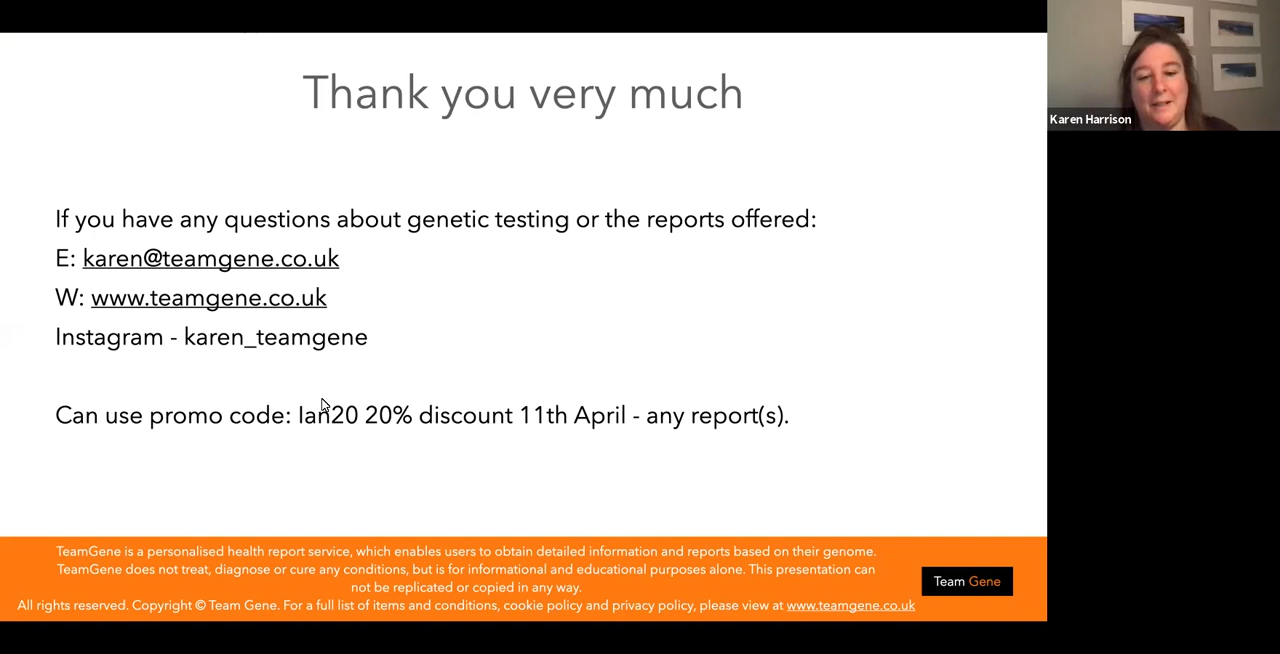 Thank you very much
Karen Harrison
If you have any questions about genetic testing or the reports offered:
E: karen@teamgene.co.uk
W: www.teamgene.co.uk
Instagram - karen_teamgene
Can use promo code: Ian20 20% discount 11th April - any report(s).
TeamGene is a personalised health report service, which enables users to obtain detailed information and reports based on their genome.
TeamGene does not treat, diagnose or cure any conditions, but is for informational and educational purposes alone. This presentation can
not be replicated or copied in any way.
All rights reserved. Copyright © Team Gene. For a full list of items and conditions, cookie policy and privacy policy, please view at www.teamgene.co.uk
Team Gene